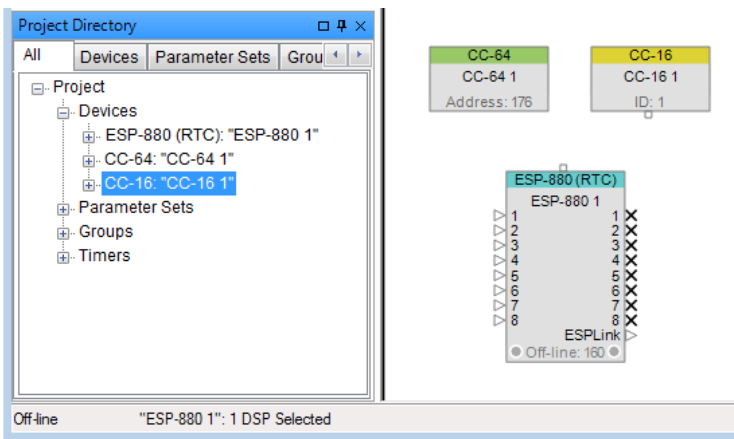 Project Directory
All Devices Parameter Sets Grou
Project
Devices
ESP-880 (RTC): "ESP-880 1"
CC-64: "CC-64 1"
CC-16: "CC-16 1"
Parameter Sets
Groups
Timers
CC-64
CC-64 1
Address: 176
CC-16
CC-16 1
ID: 1
ESP-880 (RTC)
ESP-880 1
1 1
2 2
3 3
4 4
5 5
6 6
7 7
8 8
ESPLink
Off-line: 160
Off-line "ESP-880 1": 1 DSP Selected